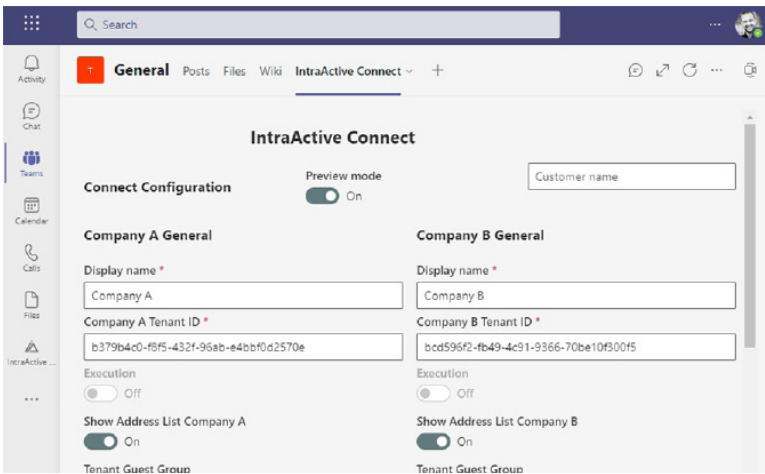 Search
...
T
General Posts Files Wiki IntraActive Connect +
...
Activity
Chat
Teams
Calendar
Calls
Files
IntraActive ...
...
IntraActive Connect
Connect Configuration
Preview mode
On
Customer name
Company A General
Company B General
Display name *
Display name *
Company A
Company B
Company A Tenant ID *
Company B Tenant ID *
b379b4c0-f8f5-432f-96ab-e4bbf0d2570e
bcd596f2-fb49-4c91-9366-70be10f300f5
Execution
Execution
Off
Off
Show Address List Company A
Show Address List Company B
On
On
Tenant Guest Group
Tenant Guest Group